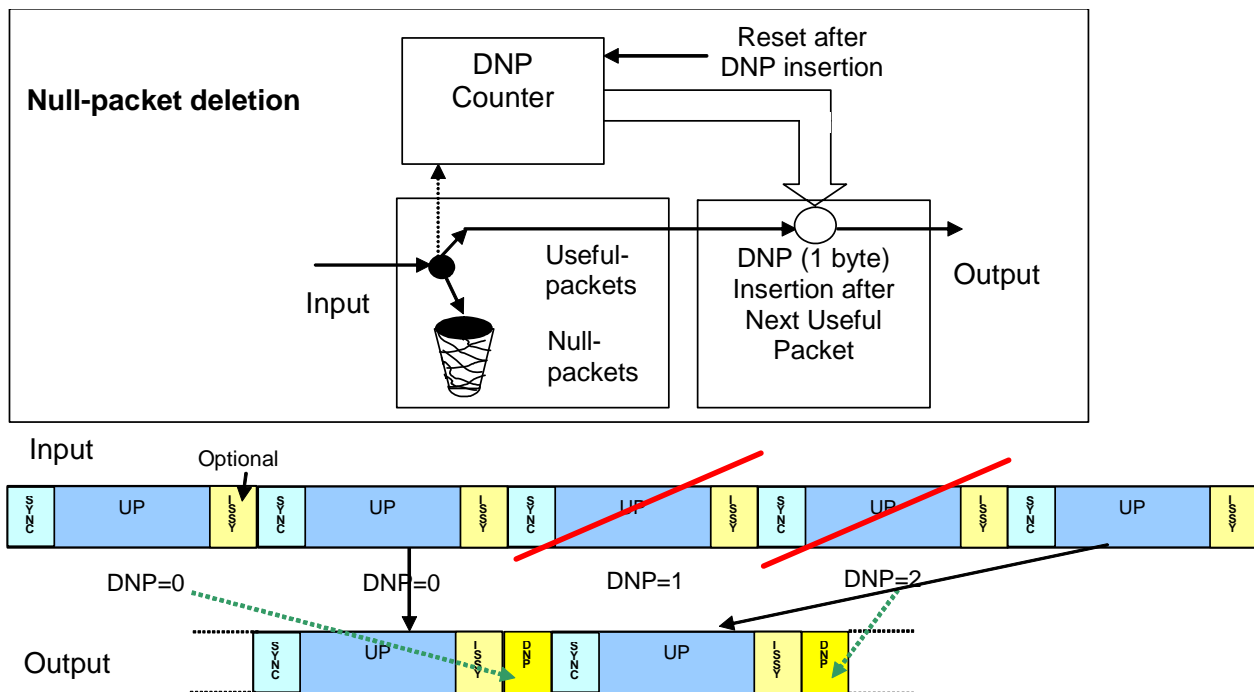 Null-packet deletion
DNP
Counter
Reset after
DNP insertion
Input
Useful-
packets
Null-
packets
DNP (1 byte)
Insertion after
Next Useful
Packet
Output
Input
Optional
SYNC UP ISSY SYNC UP ISSY SYNC UP ISSY SYNC UP ISSY SYNC UP ISSY
DNP=0 DNP=0 DNP=1 DNP=2
Output
SYNC UP ISSY DNP SYNC UP ISSY DNP